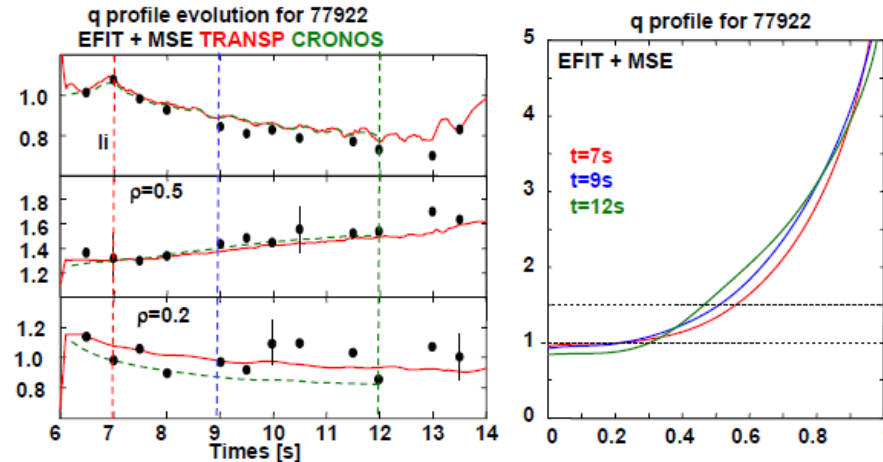 q profile evolution for 77922
EFIT + MSE TRANSP CRONOS
1.0
0.8
li
1.8
1.6
1.4
1.2
ρ=0.5
1.2
1.0
0.8
ρ=0.2
6 7 8 9 10 11 12 13 14
Times [s]
q profile for 77922
EFIT + MSE
5
4
3
2
1
0
t=7s
t=9s
t=12s
0 0.2 0.4 0.6 0.8